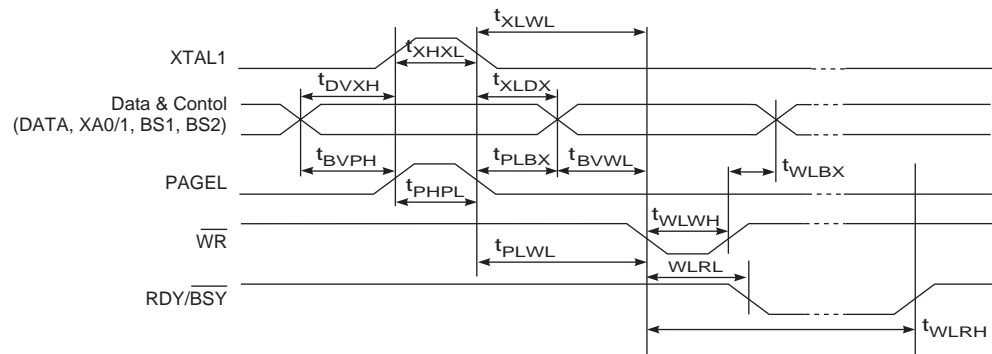 tXLWL
XTAL1
tXHXL
tDVXH
tXLDX
Data & Contol
(DATA, XA0/1, BS1, BS2)
tBVPH
tPLBX
tBVWL
tWLBX
PAGEL
tPHPL
tWLWH
WR
tPLWL
WLRL
RDY/BSY
tWLRH